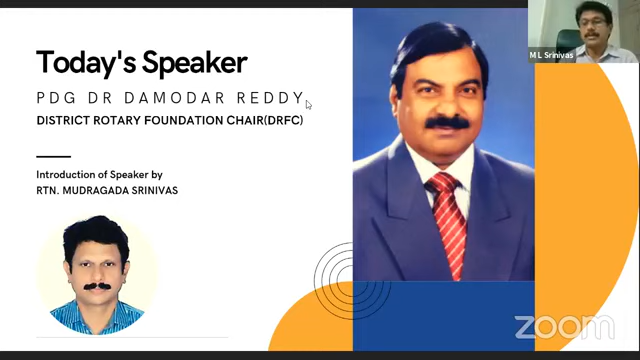 Today's Speaker
PDG DR DAMODAR REDDY
DISTRICT ROTARY FOUNDATION CHAIR(DRFC)
Introduction of Speaker by
RTN. MUDRAGADA SRINIVAS
M L Srinivas
zoom